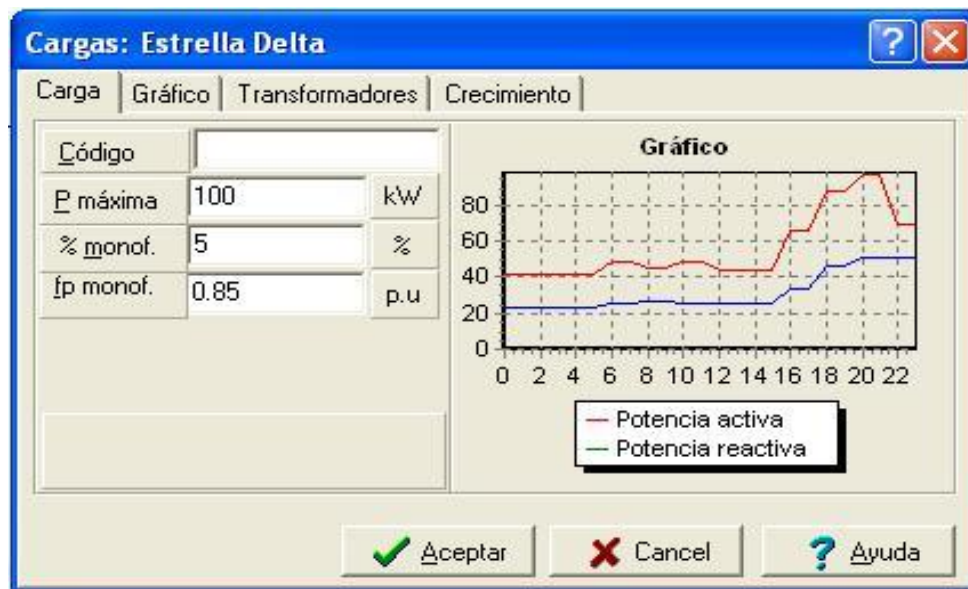 Cargas: Estrella Delta
Carga Gráfico Transformadores Crecimiento
Código
P máxima 100 kW
% monof. 5 %
fp monof. 0.85 p.u
Gráfico
80
60
40
20
0
0 2 4 6 8 10 12 14 16 18 20 22
Potencia activa
Potencia reactiva
Aceptar Cancel Ayuda